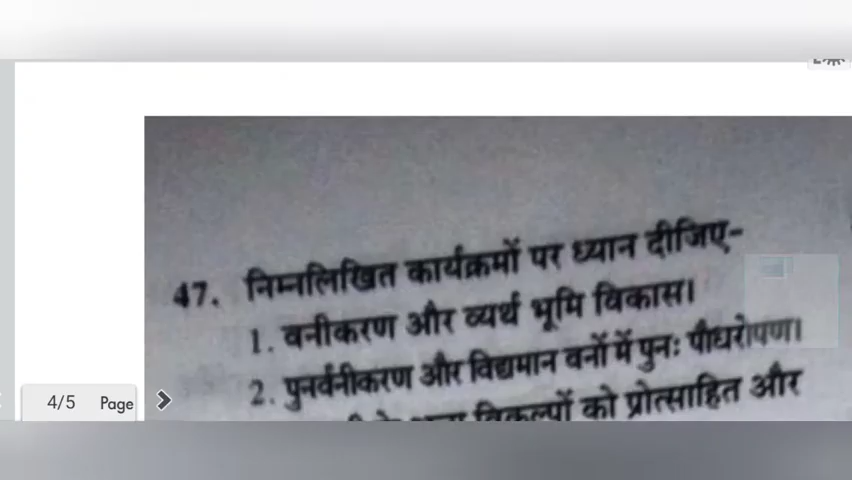 47. निम्नलिखित कार्यक्रमों पर ध्यान दीजिए-
1. वनीकरण और व्यर्थ भूमि विकास।
2. पुनर्वनीकरण और विद्यमान वनों में पुनः पौधरोपण।
विकल्पों को प्रोत्साहित और
4/5 Page